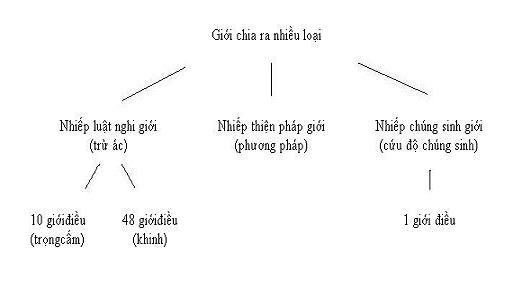 Giới chia ra nhiều loại
Nhiếp luật nghi giới
(trừ ác)
Nhiếp thiện pháp giới
(phương pháp)
Nhiếp chúng sinh giới
(cứu độ chúng sinh)
10 giớiđiều
(trọngcấm)
48 giớiđiều
(khinh)
1 giới điều